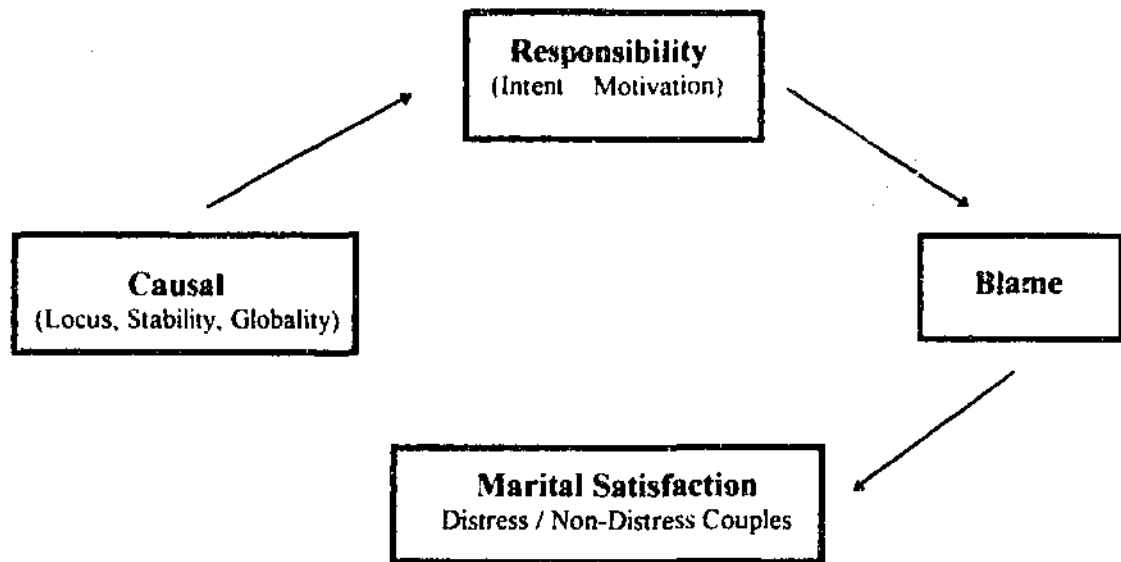 Responsibility
(Intent Motivation)
Causal
(Locus, Stability, Globality)
Blame
Marital Satisfaction
Distress / Non-Distress Couples